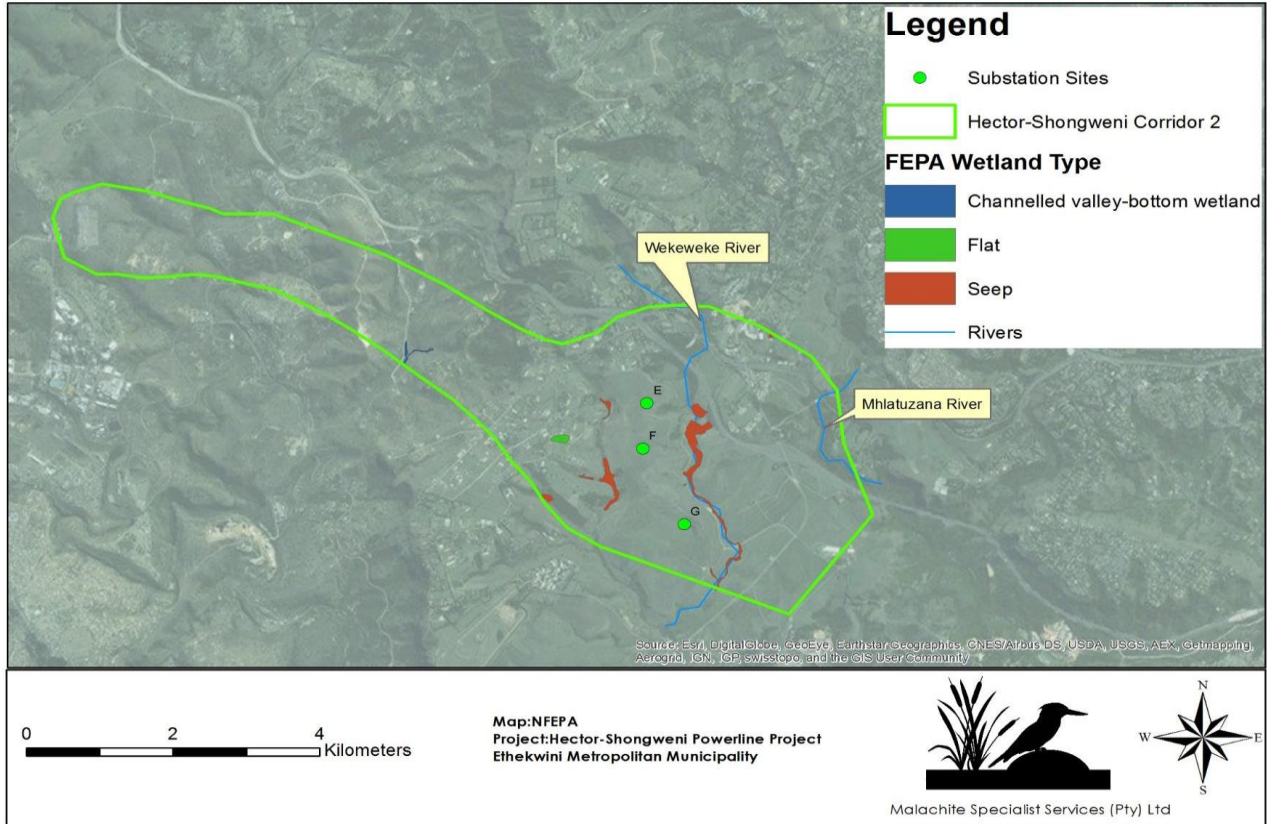 Legend
Substation Sites
Hector-Shongweni Corridor 2
FEPA Wetland Type
Channelled valley-bottom wetland
Flat
Seep
Rivers
Wekeweke River
Mhlatuzana River
E
F
G
Source: Esri, DigitalGlobe, GeoEye, Earthstar Geographics, CNES/Airbus DS, USDA, USGS, AEX, Getmapping,
Aerogrid, IGN, IGP, swisstopo, and the GIS User Community
0 2 4
Kilometers
Map:NFEPA
Project:Hector-Shongweni Powerline Project
Ethekwini Metropolitan Municipality
Malachite Specialist Services (Pty) Ltd
N
W E
S